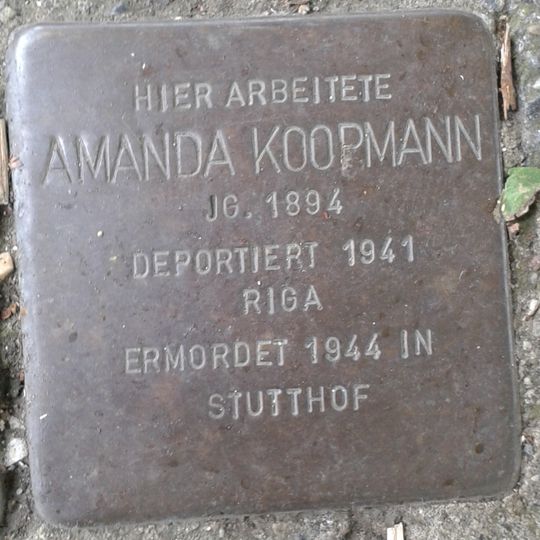 HIER ARBEITETE
AMANDA KOOPMANN
JG. 1894
DEPORTIERT 1941
RIGA
ERMORDET 1944 IN
STUTTHOF